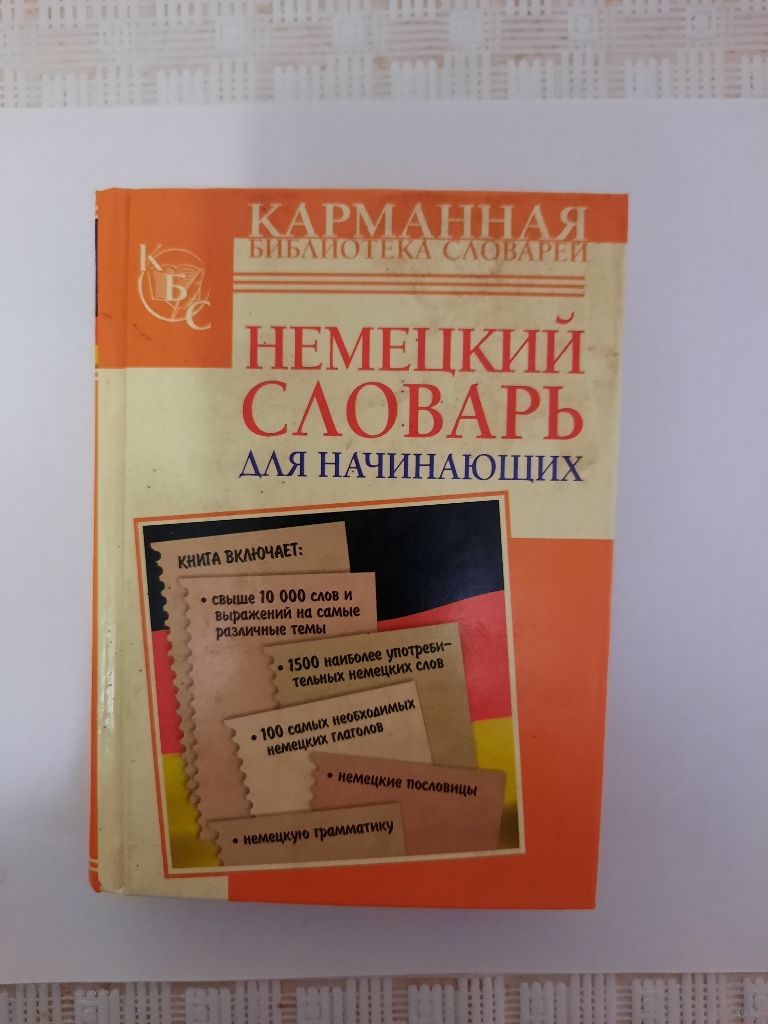 КАРМАННАЯ
БИБЛИОТЕКА СЛОВАРЕЙ
К
Б
С
НЕМЕЦКИЙ
СЛОВАРЬ
ДЛЯ НАЧИНАЮЩИХ
КНИГА ВКЛЮЧАЕТ:
• свыше 10 000 слов и
выражений на самые
различные темы
• 1500 наиболее употреби-
тельных немецких слов
• 100 самых необходимых
немецких глаголов
• немецкие пословицы
• немецкую грамматику